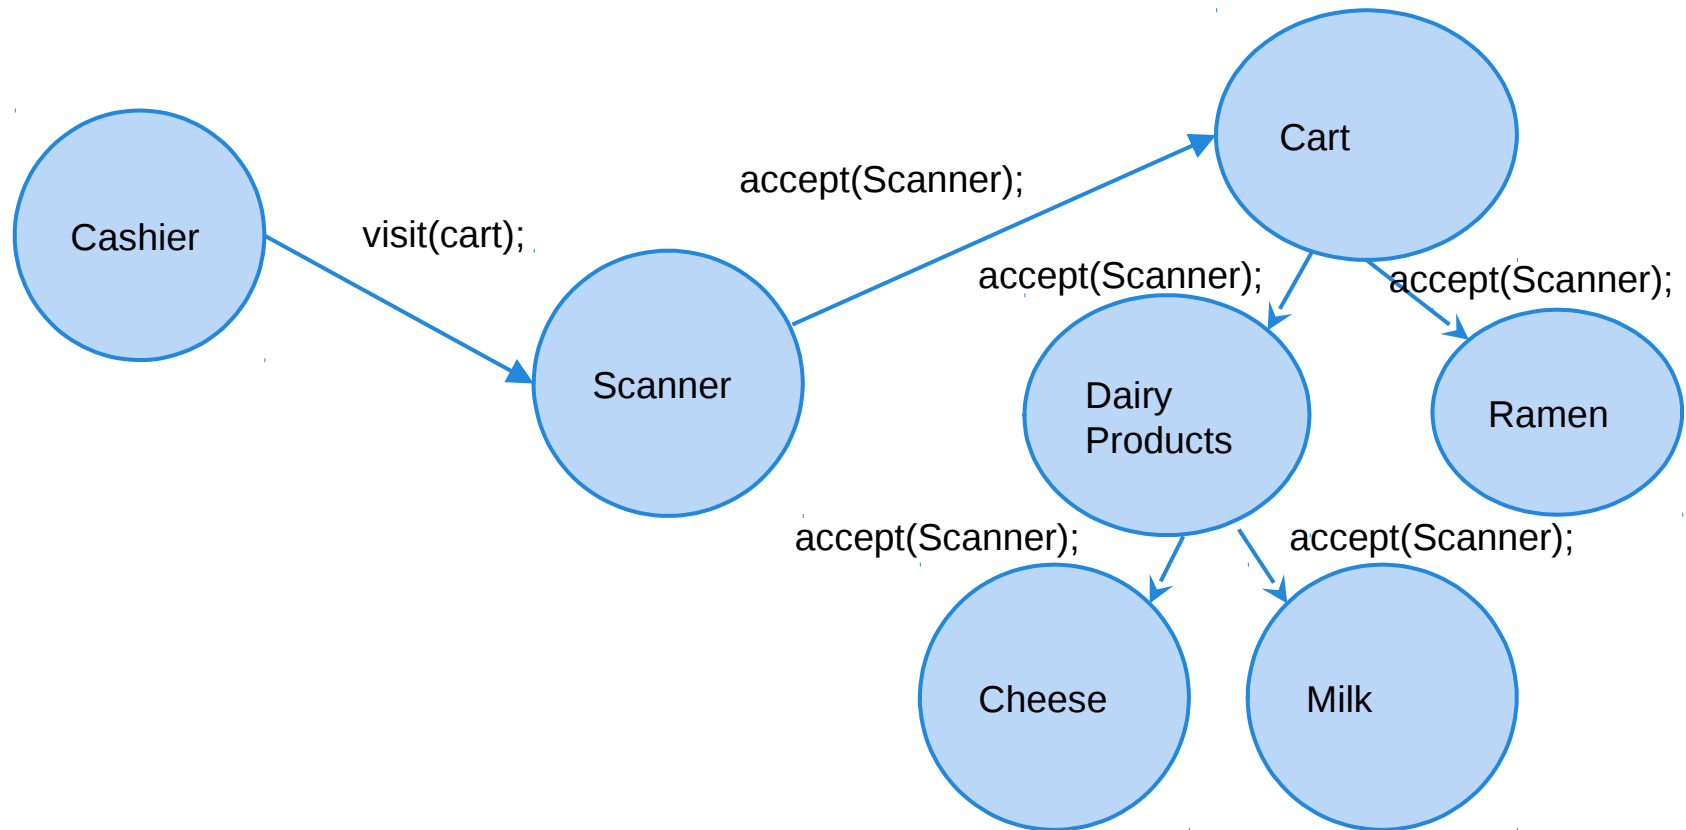 Cashier
visit(cart);
Scanner
accept(Scanner);
Cart
accept(Scanner);
accept(Scanner);
Dairy
Products
Ramen
accept(Scanner);
accept(Scanner);
Cheese
Milk